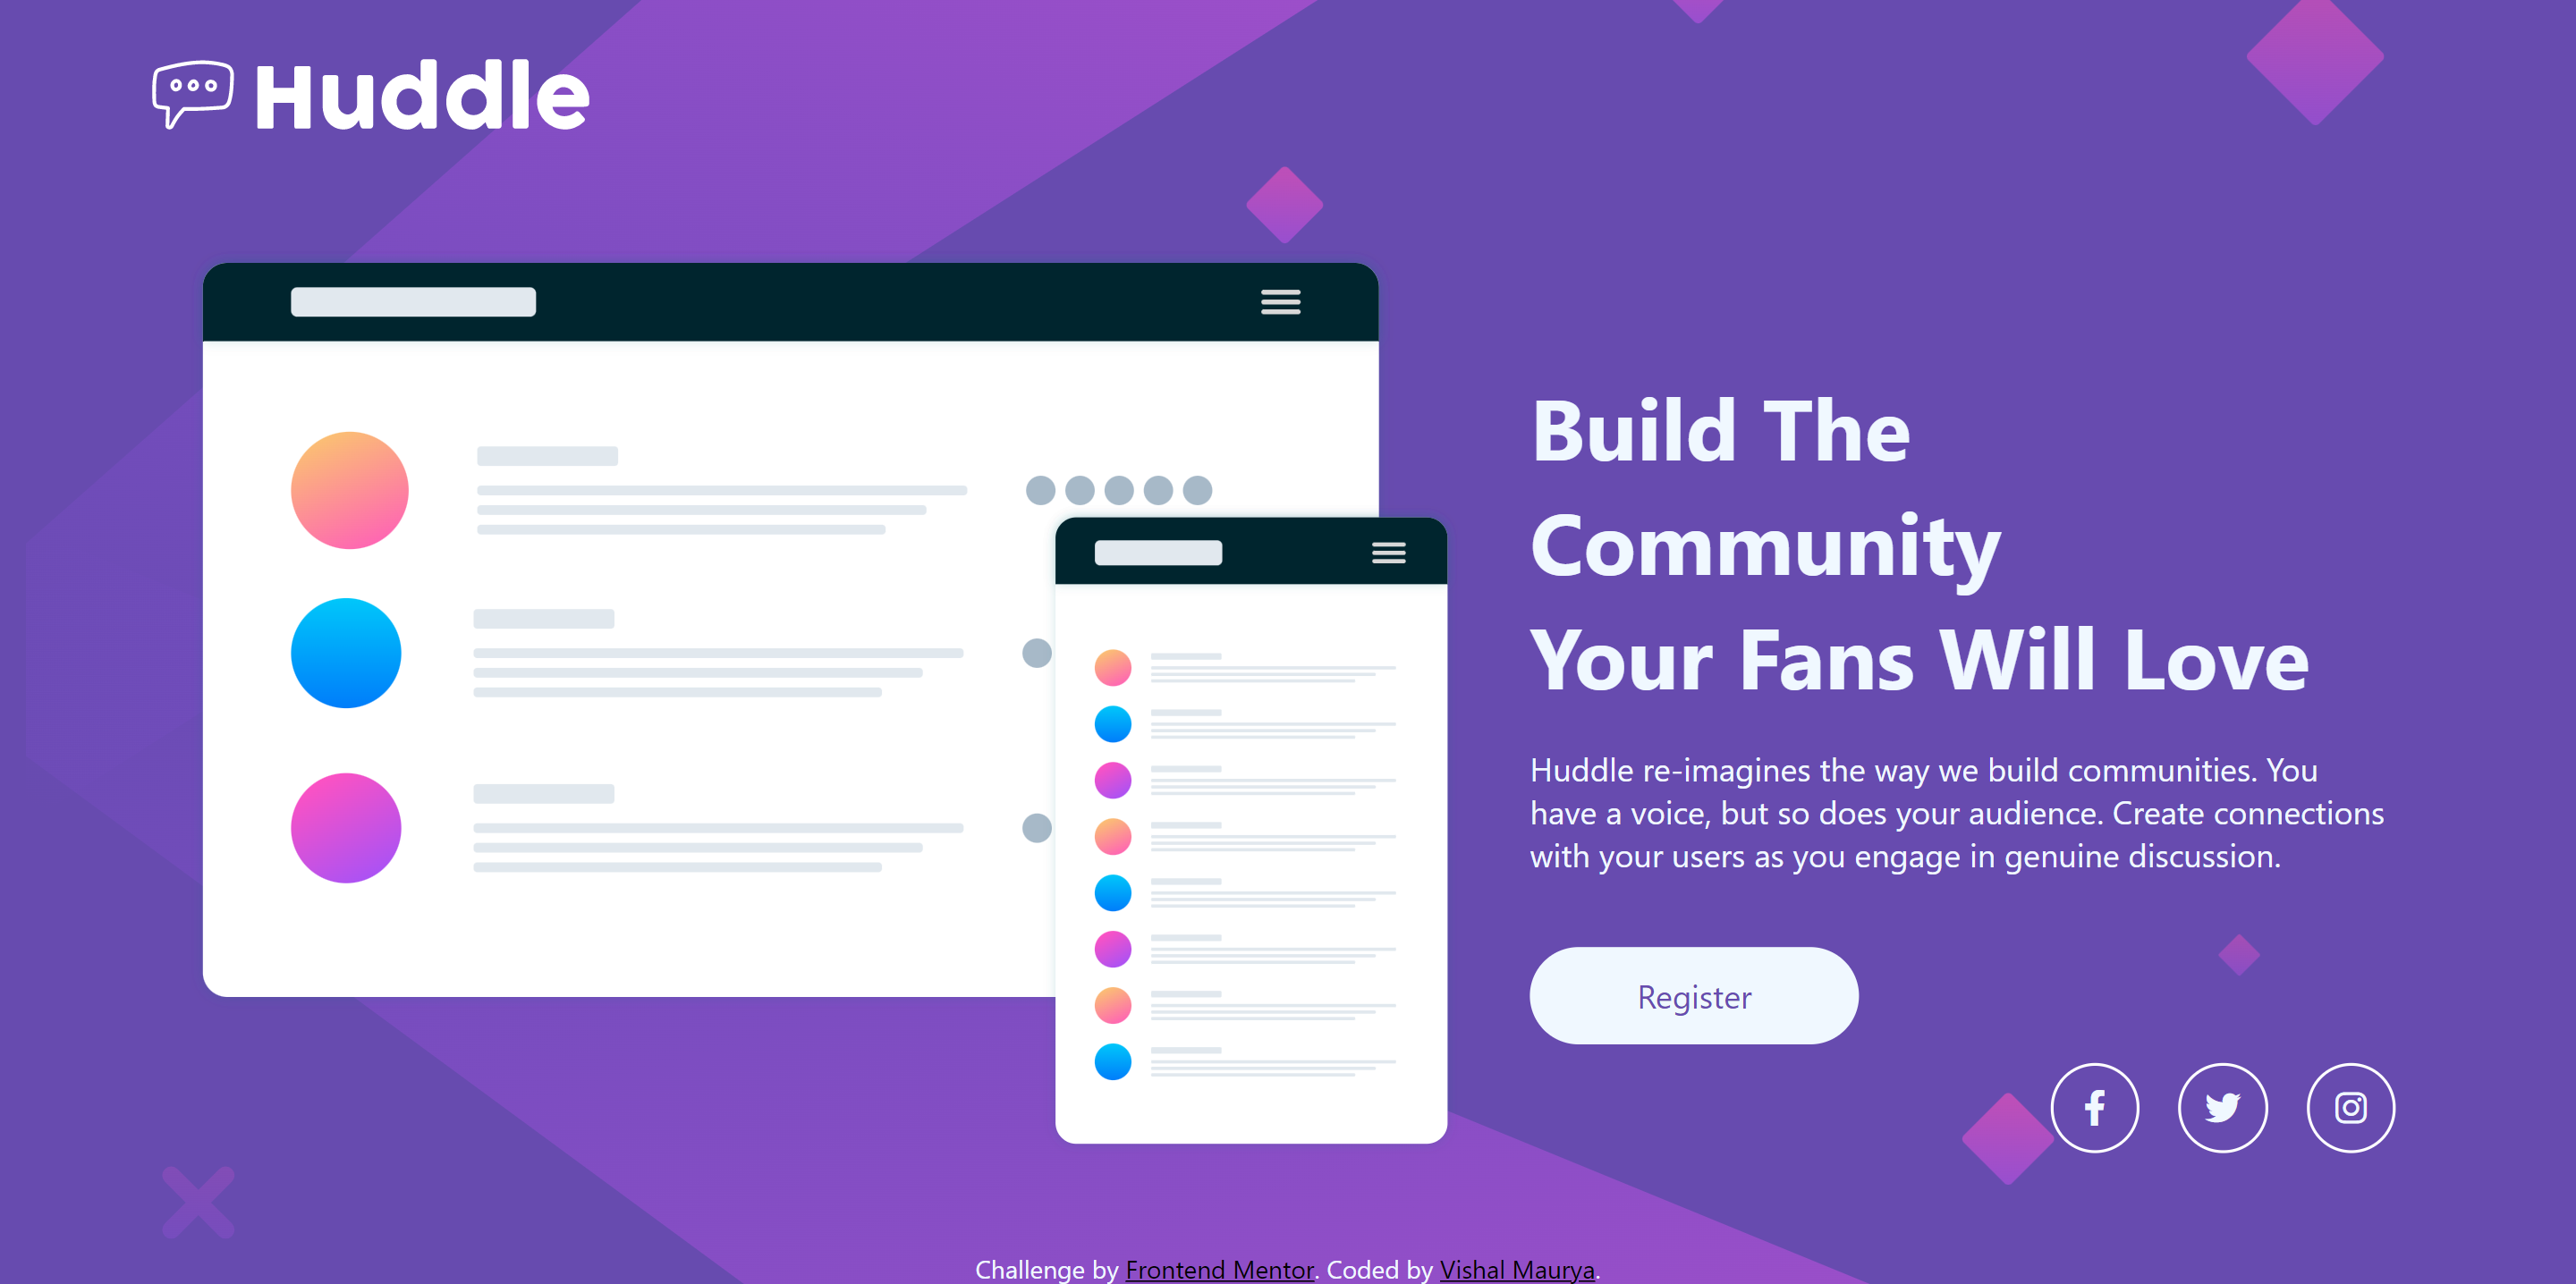 Huddle
Build The
Community
Your Fans Will Love
Huddle re-imagines the way we build communities. You
have a voice, but so does your audience. Create connections
with your users as you engage in genuine discussion.
Register
Challenge by Frontend Mentor. Coded by Vishal Maurya.